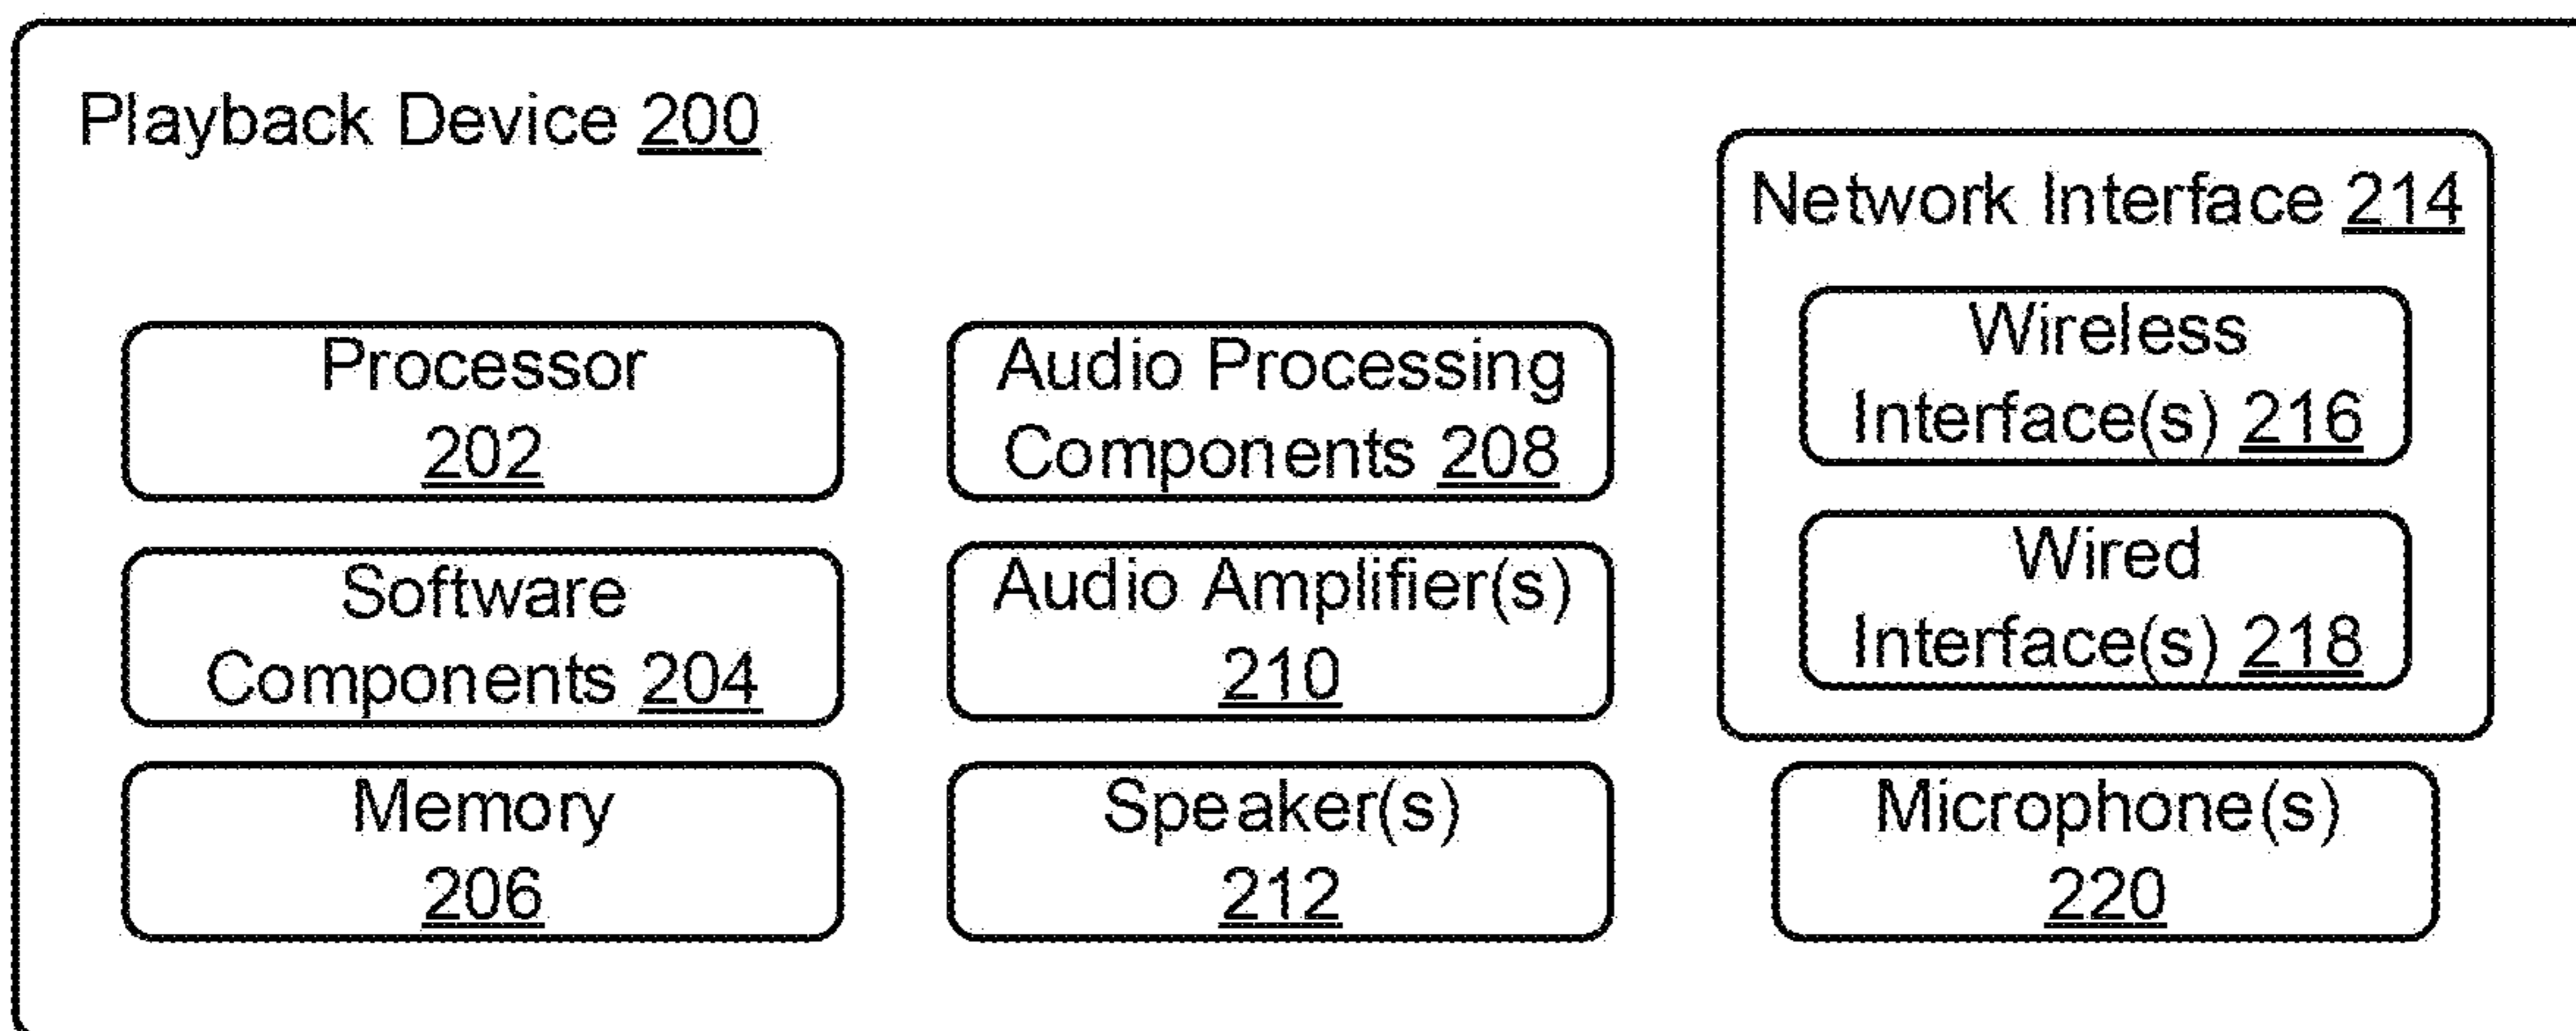 Playback Device 200
Processor
202
Software
Components 204
Memory
206
Audio Processing
Components 208
Audio Amplifier(s)
210
Speaker(s)
212
Network Interface 214
Wireless
Interface(s) 216
Wired
Interface(s) 218
Microphone(s)
220